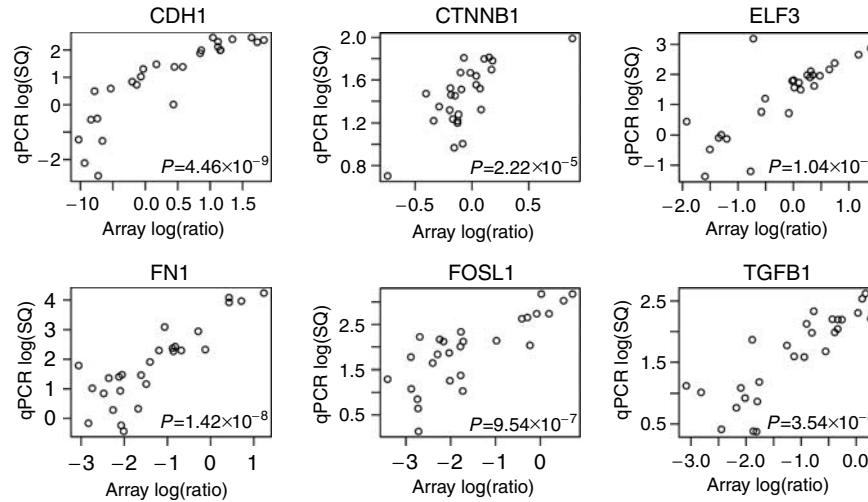 CDH1 CTNNB1 ELF3
qPCR log(SQ) 2 1 0 −2 P=4.46×10⁻⁹ −10 0.0 0.5 1.0 1.5 Array log(ratio)
qPCR log(SQ) 2.0 1.6 1.2 0.8 P=2.22×10⁻⁵ −0.5 0.0 0.5 Array log(ratio)
qPCR log(SQ) 3 2 1 0 −1 P=1.04×10⁻ −2.0 −1.0 0.0 1.0 Array log(ratio)
FN1 FOSL1 TGFB1
qPCR log(SQ) 4 3 2 1 0 P=1.42×10⁻⁸ −3 −2 −1 0 1 Array log(ratio)
qPCR log(SQ) 2.5 1.5 0.5 P=9.54×10⁻⁷ −3 −2 −1 0 Array log(ratio)
qPCR log(SQ) 2.5 1.5 0.5 P=3.54×10⁻ −3.0 −2.0 −1.0 0.0 Array log(ratio)